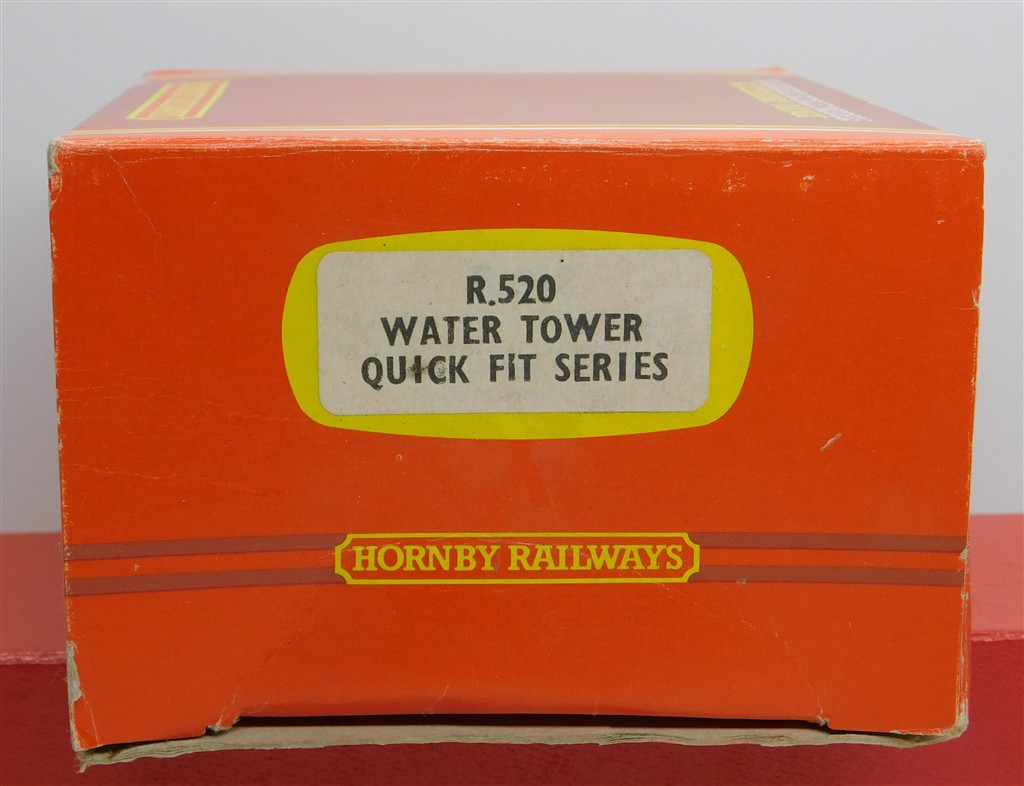 R.520
WATER TOWER
QUICK FIT SERIES
HORNBY RAILWAYS